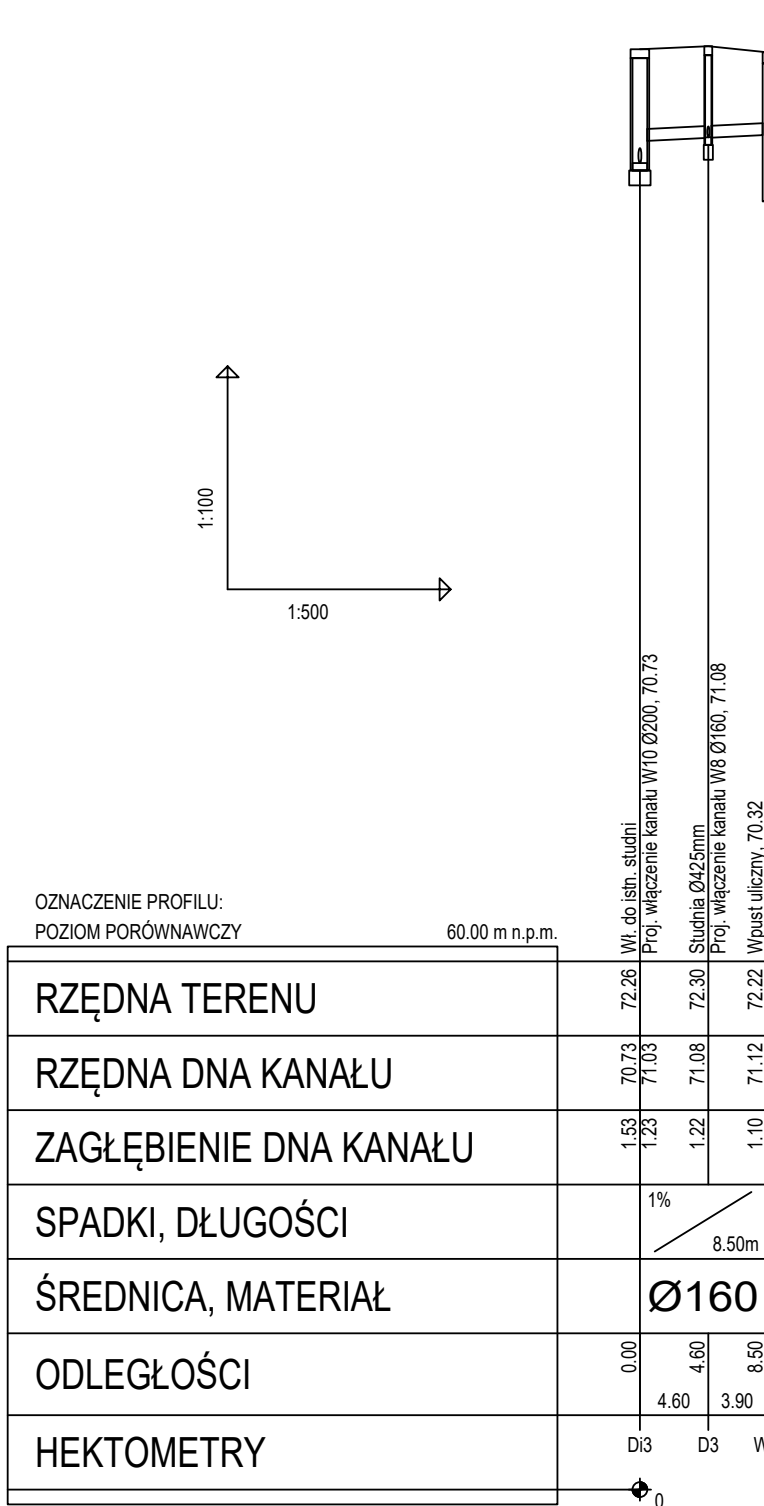 1:100
1:500
Wł. do istn. studni
Proj. włączenie kanału W10 Ø200, 70.73
Studnia Ø425mm
Proj. włączenie kanału W8 Ø160, 71.08
Wpust uliczny, 70.32
OZNACZENIE PROFILU:
POZIOM PORÓWNAWCZY 60.00 m n.p.m.
RZĘDNA TERENU 72.26 72.30 72.22
RZĘDNA DNA KANAŁU 70.73 71.03 71.08 71.12
ZAGŁĘBIENIE DNA KANAŁU 1.53 1.23 1.22 1.10
SPADKI, DŁUGOŚCI 1% 8.50m
ŚREDNICA, MATERIAŁ Ø160
ODLEGŁOŚCI 0.00 4.60 8.50
4.60 3.90
HEKTOMETRY Di3 D3
0